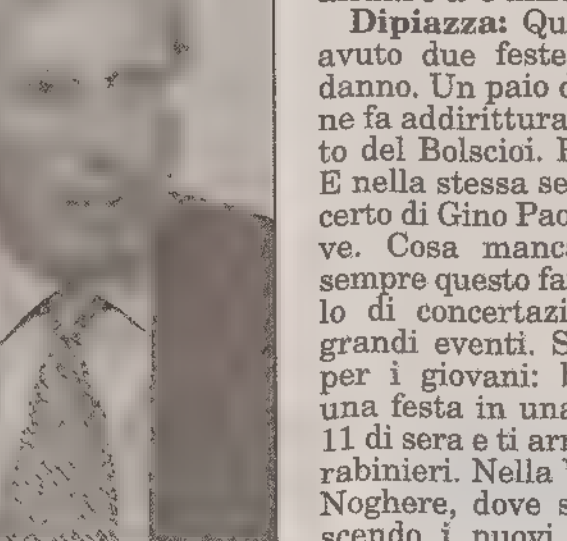 Dipiazza: Qu
avuto due feste
danno. Un paio
ne fa addirittura
to del Bolscioi.
E nella stessa se
certo di Gino Pao
ve. Cosa manca
sempre questo fa
lo di concertazi
grandi eventi. S
per i giovani:
una festa in una
11 di sera e ti arr
rabinieri. Nella
Noghere, dove s
scendo i nuovi